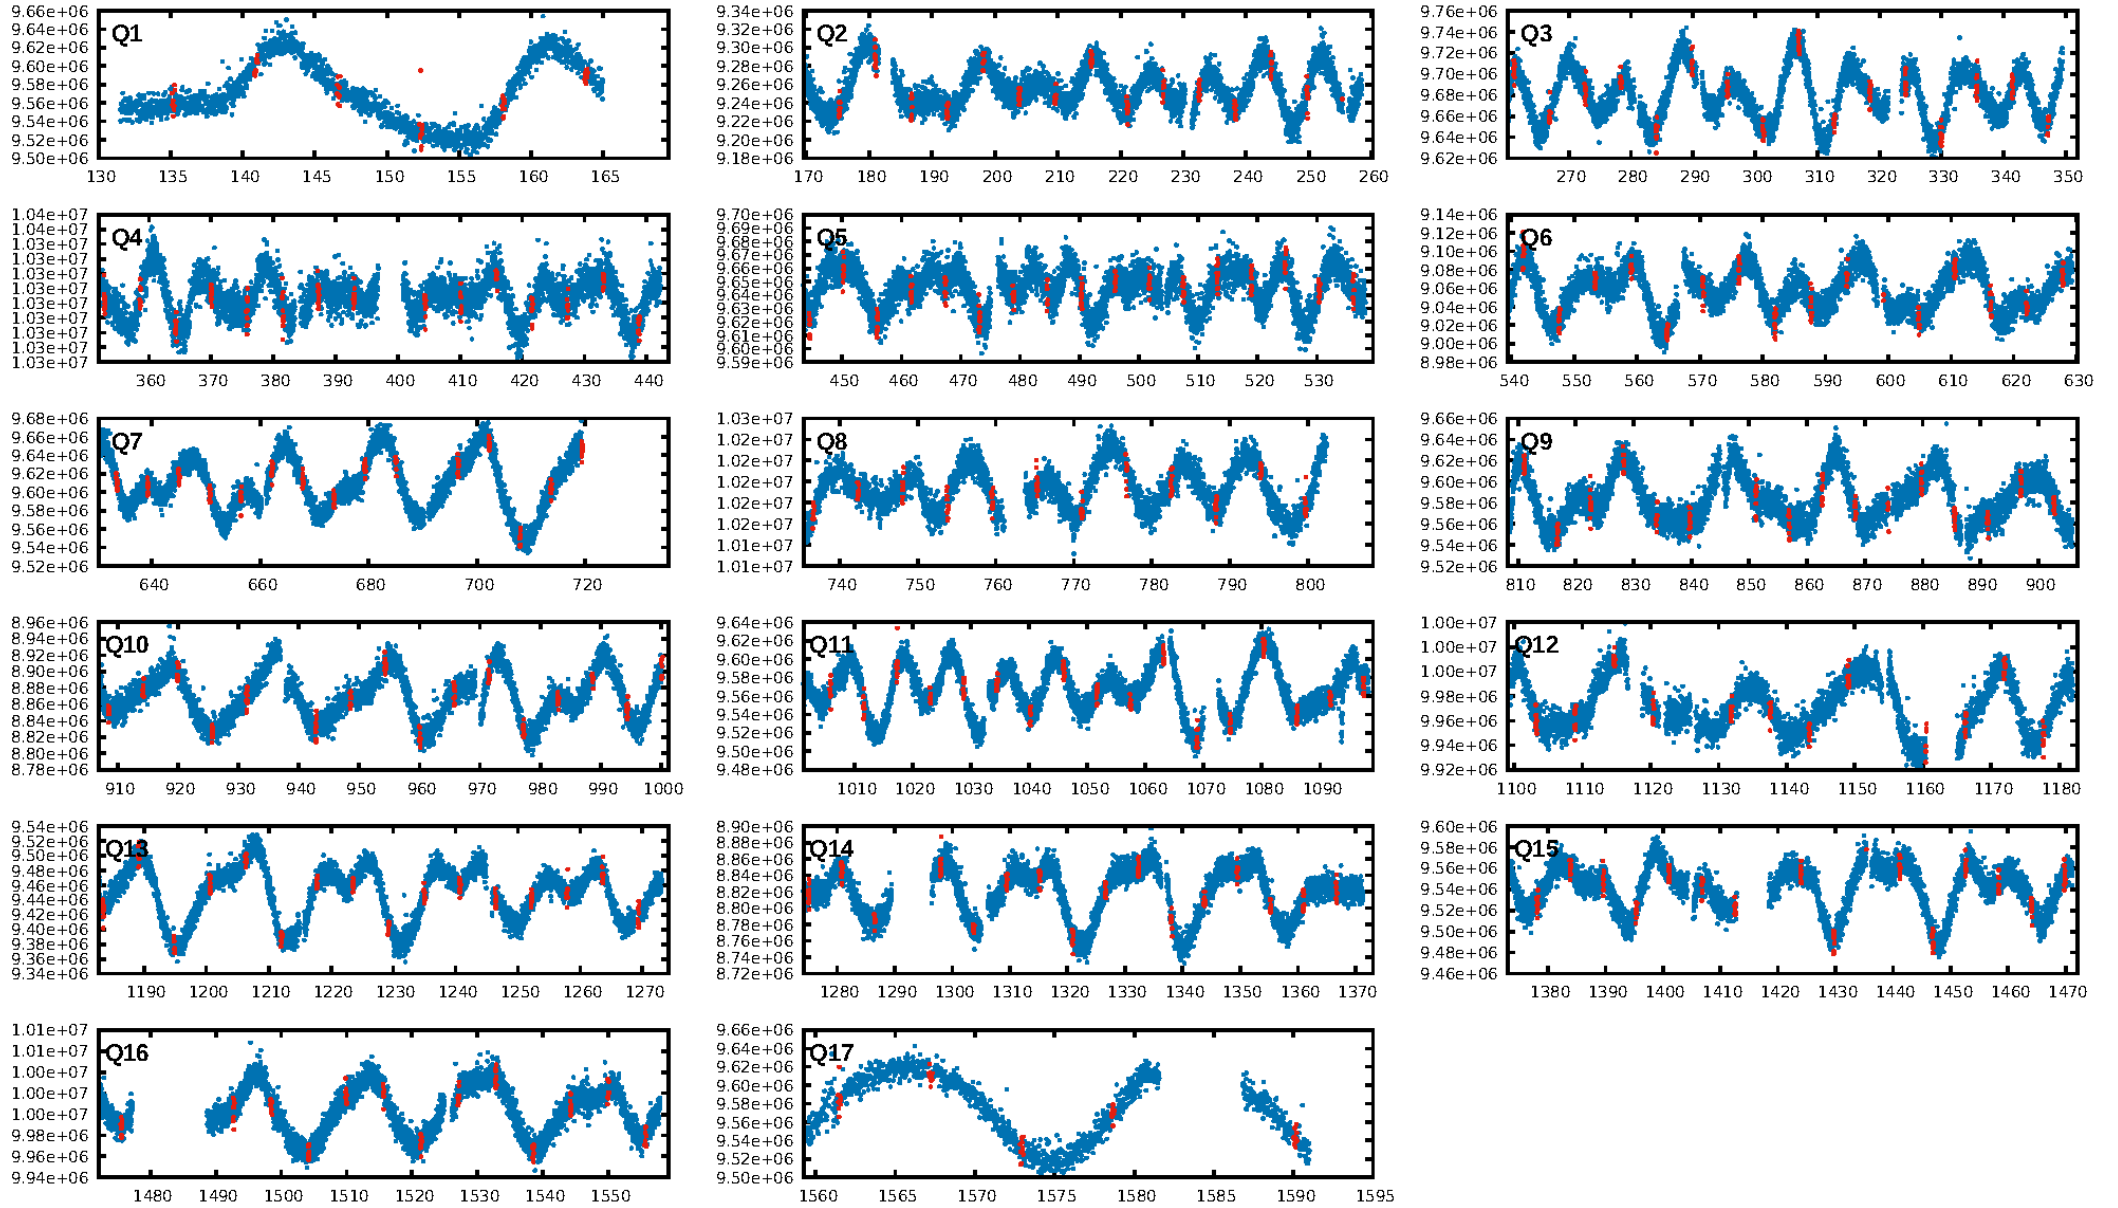 Q1
9.66e+06
9.64e+06
9.62e+06
9.60e+06
9.58e+06
9.56e+06
9.54e+06
9.52e+06
9.50e+06
130 135 140 145 150 155 160 165
Q2
9.34e+06
9.32e+06
9.30e+06
9.28e+06
9.26e+06
9.24e+06
9.22e+06
9.20e+06
9.18e+06
170 180 190 200 210 220 230 240 250 260
Q3
9.76e+06
9.74e+06
9.72e+06
9.70e+06
9.68e+06
9.66e+06
9.64e+06
9.62e+06
270 280 290 300 310 320 330 340 350
Q4
1.04e+07
1.03e+07
1.03e+07
1.03e+07
1.03e+07
1.03e+07
1.03e+07
1.03e+07
1.03e+07
1.03e+07
1.03e+07
360 370 380 390 400 410 420 430 440
Q5
9.70e+06
9.69e+06
9.68e+06
9.67e+06
9.66e+06
9.65e+06
9.64e+06
9.63e+06
9.62e+06
9.61e+06
9.60e+06
9.59e+06
450 460 470 480 490 500 510 520 530
Q6
9.14e+06
9.12e+06
9.10e+06
9.08e+06
9.06e+06
9.04e+06
9.02e+06
9.00e+06
8.98e+06
540 550 560 570 580 590 600 610 620 630
Q7
9.68e+06
9.66e+06
9.64e+06
9.62e+06
9.60e+06
9.58e+06
9.56e+06
9.54e+06
9.52e+06
640 660 680 700 720
Q8
1.03e+07
1.02e+07
1.02e+07
1.02e+07
1.02e+07
1.02e+07
1.01e+07
1.01e+07
740 750 760 770 780 790 800
Q9
9.66e+06
9.64e+06
9.62e+06
9.60e+06
9.58e+06
9.56e+06
9.54e+06
9.52e+06
810 820 830 840 850 860 870 880 890 900
Q10
8.96e+06
8.94e+06
8.92e+06
8.90e+06
8.88e+06
8.86e+06
8.84e+06
8.82e+06
8.80e+06
8.78e+06
910 920 930 940 950 960 970 980 990 1000
Q11
9.64e+06
9.62e+06
9.60e+06
9.58e+06
9.56e+06
9.54e+06
9.52e+06
9.50e+06
9.48e+06
1010 1020 1030 1040 1050 1060 1070 1080 1090
Q12
1.00e+07
1.00e+07
1.00e+07
9.98e+06
9.96e+06
9.94e+06
9.92e+06
1100 1110 1120 1130 1140 1150 1160 1170 1180
Q13
9.54e+06
9.52e+06
9.50e+06
9.48e+06
9.46e+06
9.44e+06
9.42e+06
9.40e+06
9.38e+06
9.36e+06
9.34e+06
1190 1200 1210 1220 1230 1240 1250 1260 1270
Q14
8.90e+06
8.88e+06
8.86e+06
8.84e+06
8.82e+06
8.80e+06
8.78e+06
8.76e+06
8.74e+06
8.72e+06
1280 1290 1300 1310 1320 1330 1340 1350 1360 1370
Q15
9.60e+06
9.58e+06
9.56e+06
9.54e+06
9.52e+06
9.50e+06
9.48e+06
9.46e+06
1380 1390 1400 1410 1420 1430 1440 1450 1460 1470
Q16
1.01e+07
1.01e+07
1.00e+07
1.00e+07
1.00e+07
9.98e+06
9.96e+06
9.94e+06
1480 1490 1500 1510 1520 1530 1540 1550
Q17
9.66e+06
9.64e+06
9.62e+06
9.60e+06
9.58e+06
9.56e+06
9.54e+06
9.52e+06
9.50e+06
1560 1565 1570 1575 1580 1585 1590 1595